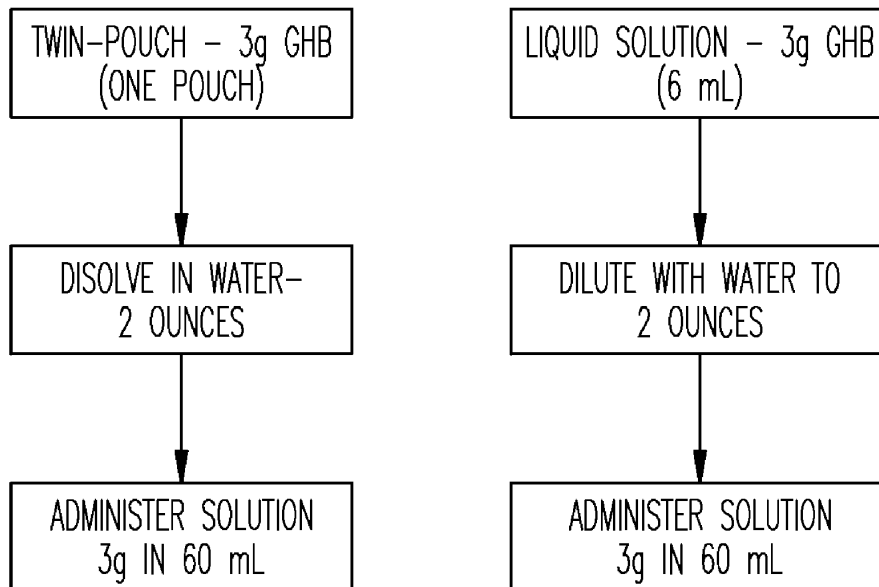 TWIN-POUCH - 3g GHB
(ONE POUCH)
DISOLVE IN WATER-
2 OUNCES
ADMINISTER SOLUTION
3g IN 60 mL
LIQUID SOLUTION - 3g GHB
(6 mL)
DILUTE WITH WATER TO
2 OUNCES
ADMINISTER SOLUTION
3g IN 60 mL